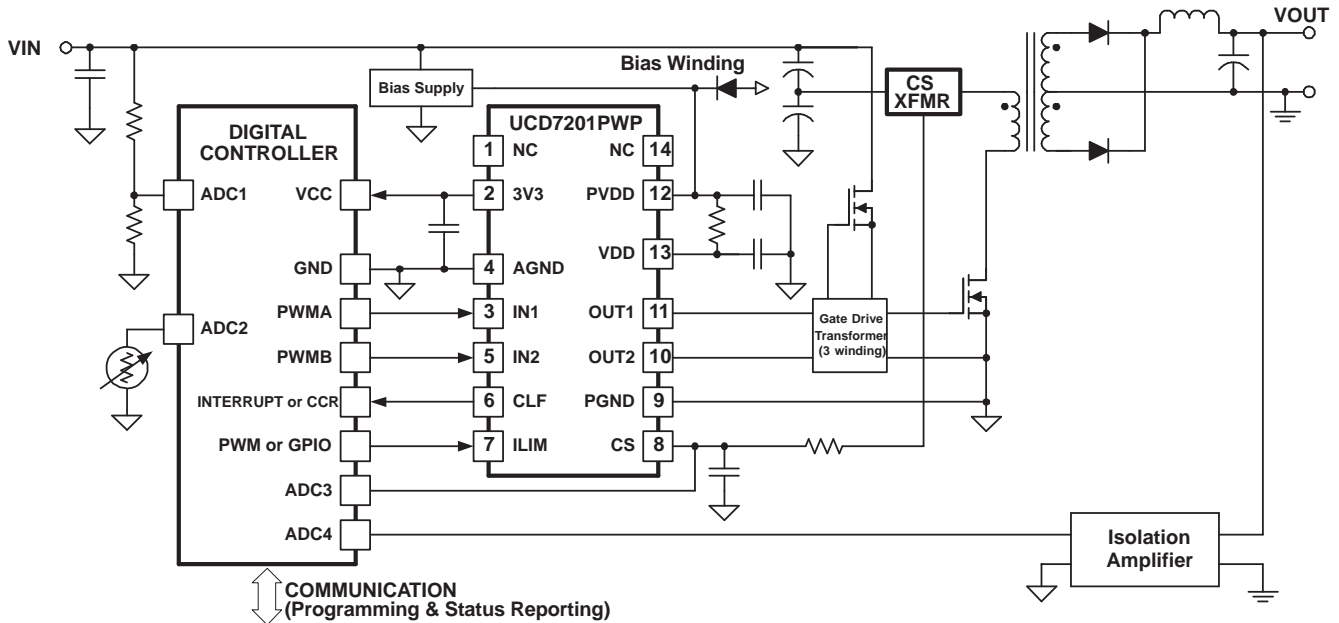 VIN
VOUT
Bias Supply
Bias Winding
CS
XFMR
DIGITAL
CONTROLLER
ADC1
ADC2
VCC
GND
PWMA
PWMB
INTERRUPT or CCR
PWM or GPIO
ADC3
ADC4
UCD7201PWP
1 NC
2 3V3
4 AGND
3 IN1
5 IN2
6 CLF
7 ILIM
NC 14
PVDD 12
VDD 13
OUT1 11
OUT2 10
PGND 9
CS 8
Gate Drive
Transformer
(3 winding)
Isolation
Amplifier
COMMUNICATION
(Programming & Status Reporting)